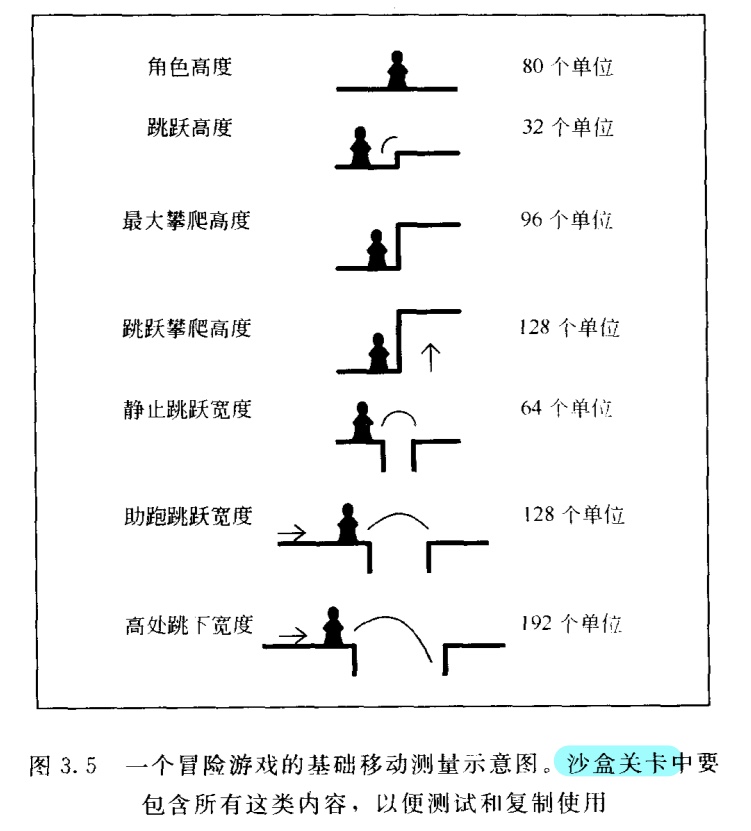 角色高度 80 个单位
跳跃高度 32 个单位
最大攀爬高度 96 个单位
跳跃攀爬高度 128 个单位
静止跳跃宽度 64 个单位
助跑跳跃宽度 128 个单位
高处跳下宽度 192 个单位
图 3.5 一个冒险游戏的基础移动测量示意图。沙盒关卡中要
包含所有这类内容，以便测试和复制使用